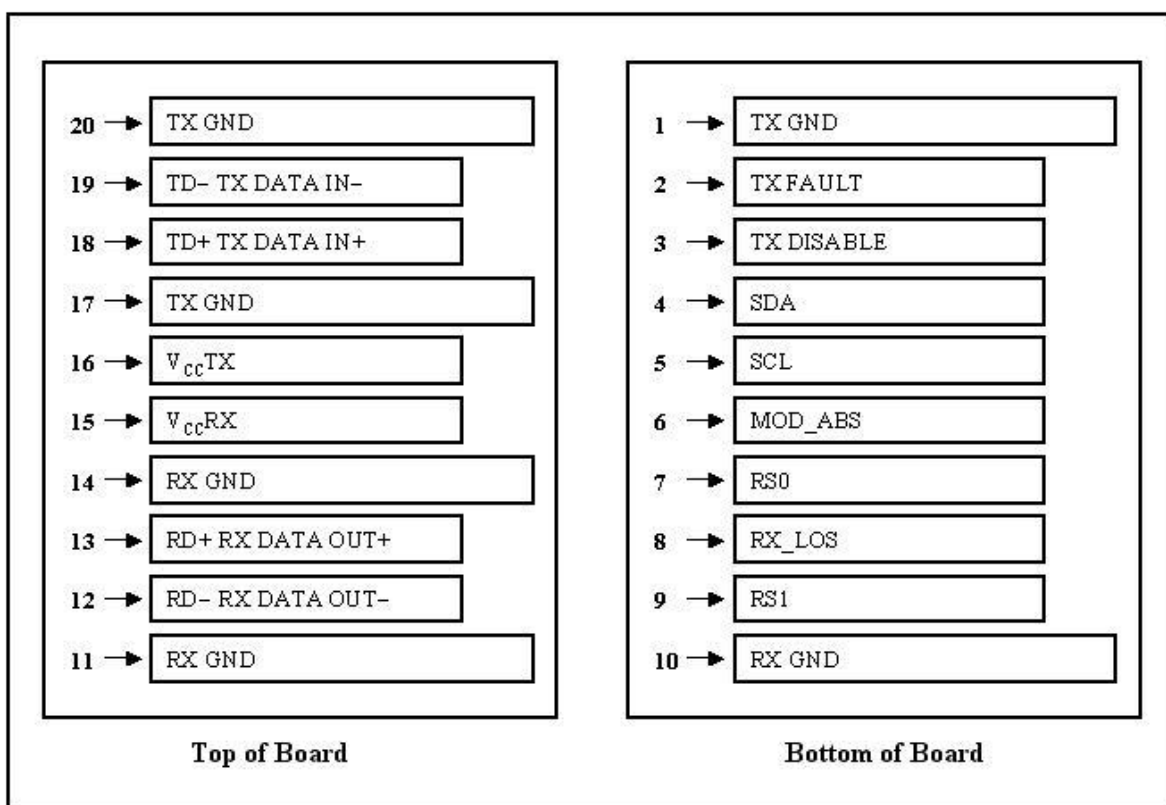 20 TX GND
19 TD− TX DATA IN−
18 TD+ TX DATA IN+
17 TX GND
16 VCCTX
15 VCCRX
14 RX GND
13 RD+ RX DATA OUT+
12 RD− RX DATA OUT−
11 RX GND
Top of Board
1 TX GND
2 TX FAULT
3 TX DISABLE
4 SDA
5 SCL
6 MOD_ABS
7 RS0
8 RX_LOS
9 RS1
10 RX GND
Bottom of Board